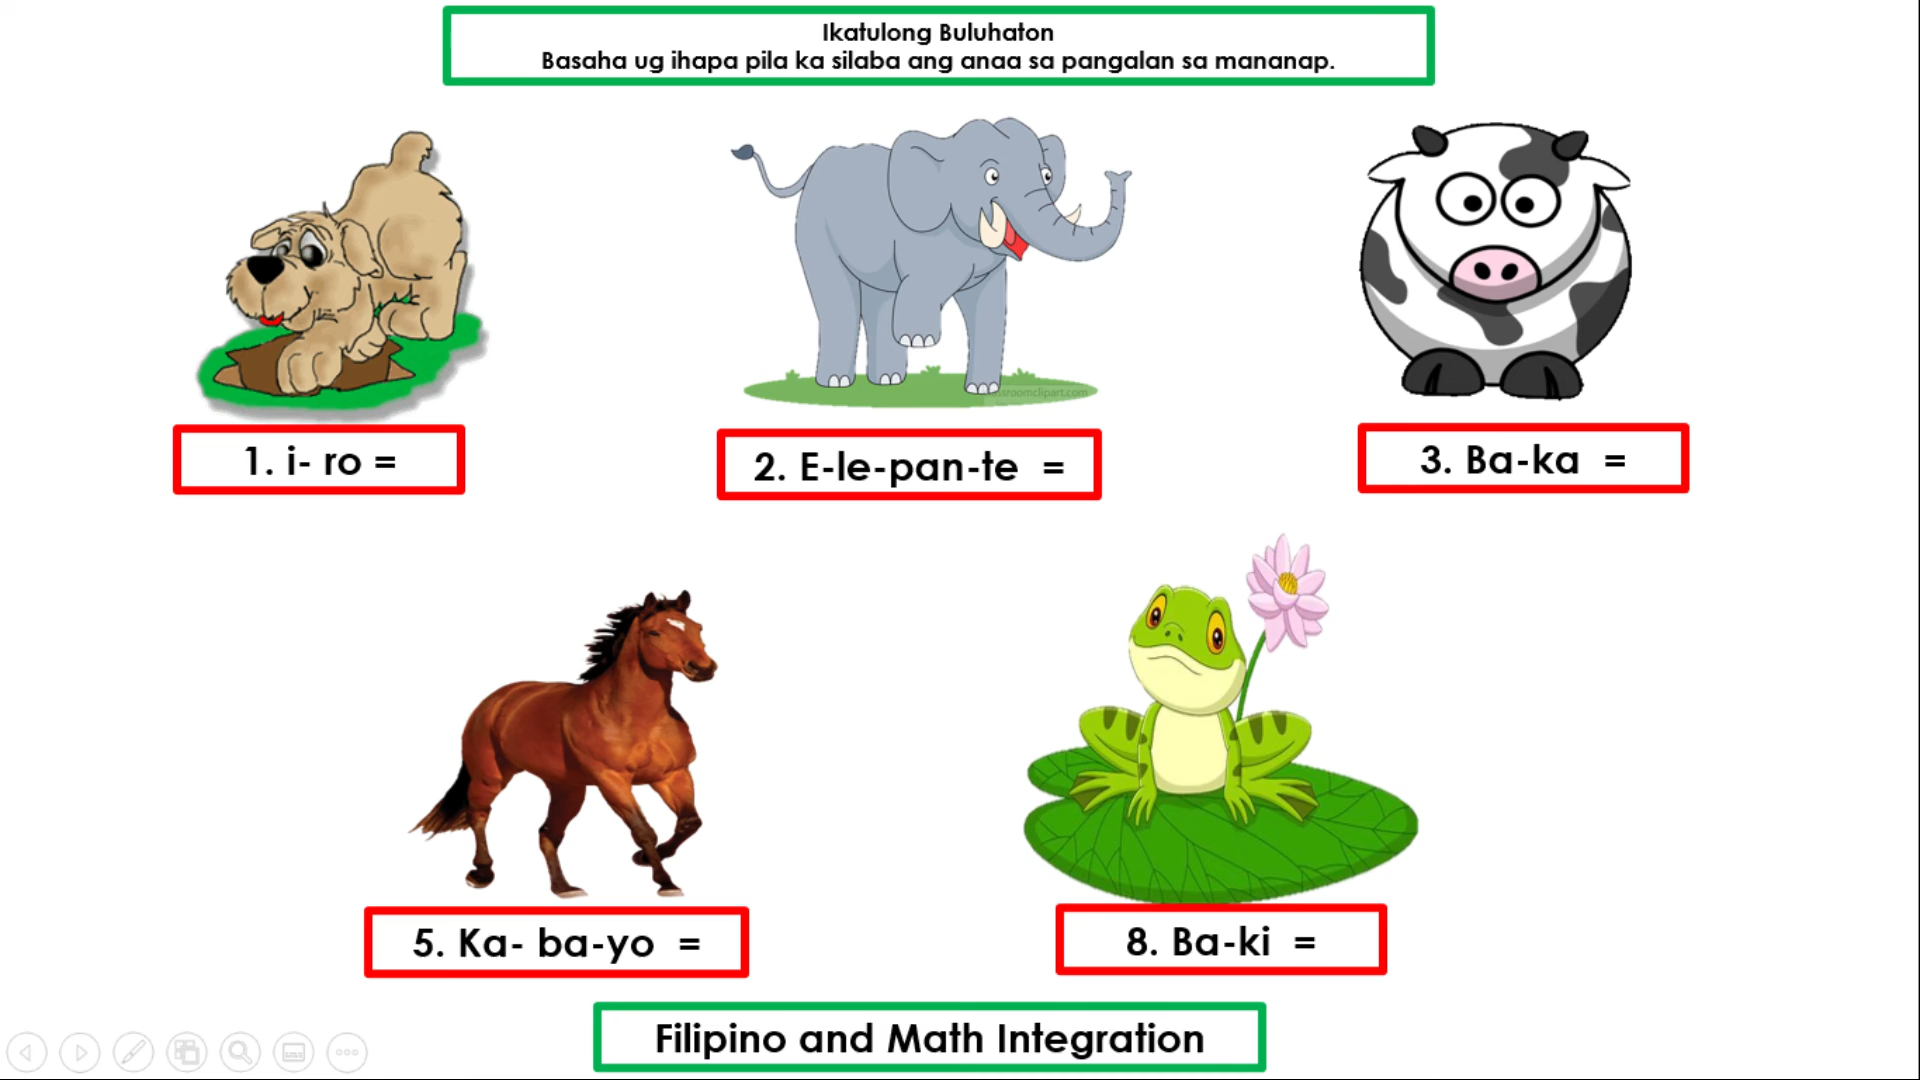 Ikatulong Buluhaton
Basaha ug ihapa pila ka silaba ang anaa sa pangalan sa mananap.
1. i- ro =
2. E-le-pan-te =
3. Ba-ka =
5. Ka- ba-yo =
8. Ba-ki =
Filipino and Math Integration